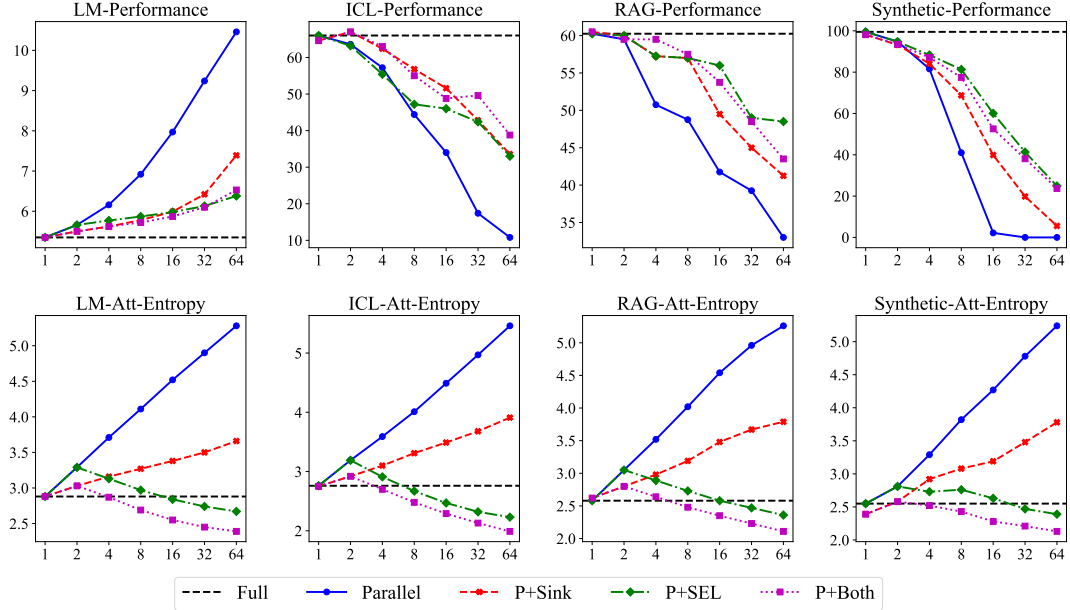 LM-Performance
ICL-Performance
RAG-Performance
Synthetic-Performance
10
9
8
7
6
1 2 4 8 16 32 64
60
50
40
30
20
10
1 2 4 8 16 32 64
60
55
50
45
40
35
1 2 4 8 16 32 64
100
80
60
40
20
0
1 2 4 8 16 32 64
LM-Att-Entropy
ICL-Att-Entropy
RAG-Att-Entropy
Synthetic-Att-Entropy
5.0
4.5
4.0
3.5
3.0
2.5
1 2 4 8 16 32 64
5
4
3
2
1 2 4 8 16 32 64
5.0
4.5
4.0
3.5
3.0
2.5
2.0
1 2 4 8 16 32 64
5.0
4.5
4.0
3.5
3.0
2.5
2.0
1 2 4 8 16 32 64
Full Parallel P+Sink P+SEL P+Both